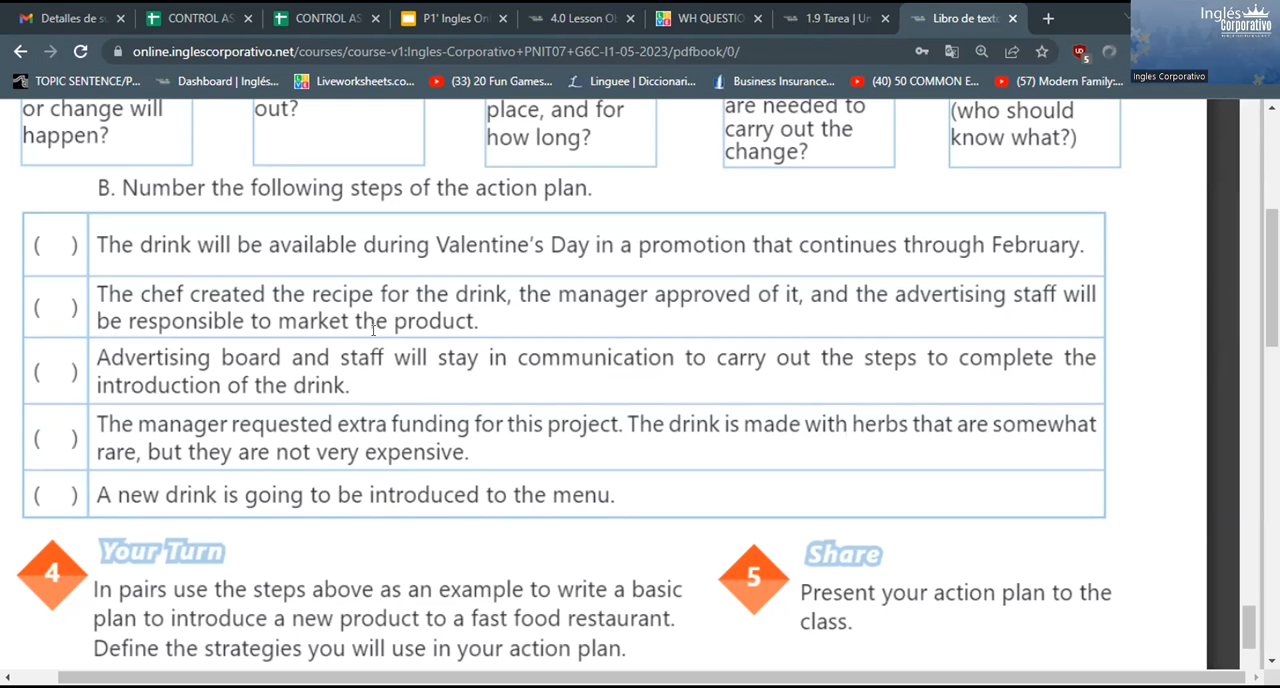 Detalles de su
CONTROL AS
CONTROL AS
P1' Ingles On
4.0 Lesson Ob
WH QUESTIO
1.9 Tarea | Un
Libro de texto
Inglés
Corporativo
online.inglescorporativo.net/courses/course-v1:Ingles-Corporativo+PNIT07+G6C-I1-05-2023/pdfbook/0/
5
Ingles Corporativo
TOPIC SENTENCE/P...
Dashboard | Inglés...
Liveworksheets.co...
(33) 20 Fun Games...
Linguee | Diccionari...
Business Insurance...
(40) 50 COMMON E...
(57) Modern Family:...
or change will
happen?
out?
place, and for
how long?
are needed to
carry out the
change?
(who should
know what?)
B. Number the following steps of the action plan.
( ) The drink will be available during Valentine's Day in a promotion that continues through February.
( ) The chef created the recipe for the drink, the manager approved of it, and the advertising staff will
be responsible to market the product.
( ) Advertising board and staff will stay in communication to carry out the steps to complete the
introduction of the drink.
( ) The manager requested extra funding for this project. The drink is made with herbs that are somewhat
rare, but they are not very expensive.
( ) A new drink is going to be introduced to the menu.
4
Your Turn
In pairs use the steps above as an example to write a basic
plan to introduce a new product to a fast food restaurant.
Define the strategies you will use in your action plan.
5
Share
Present your action plan to the
class.